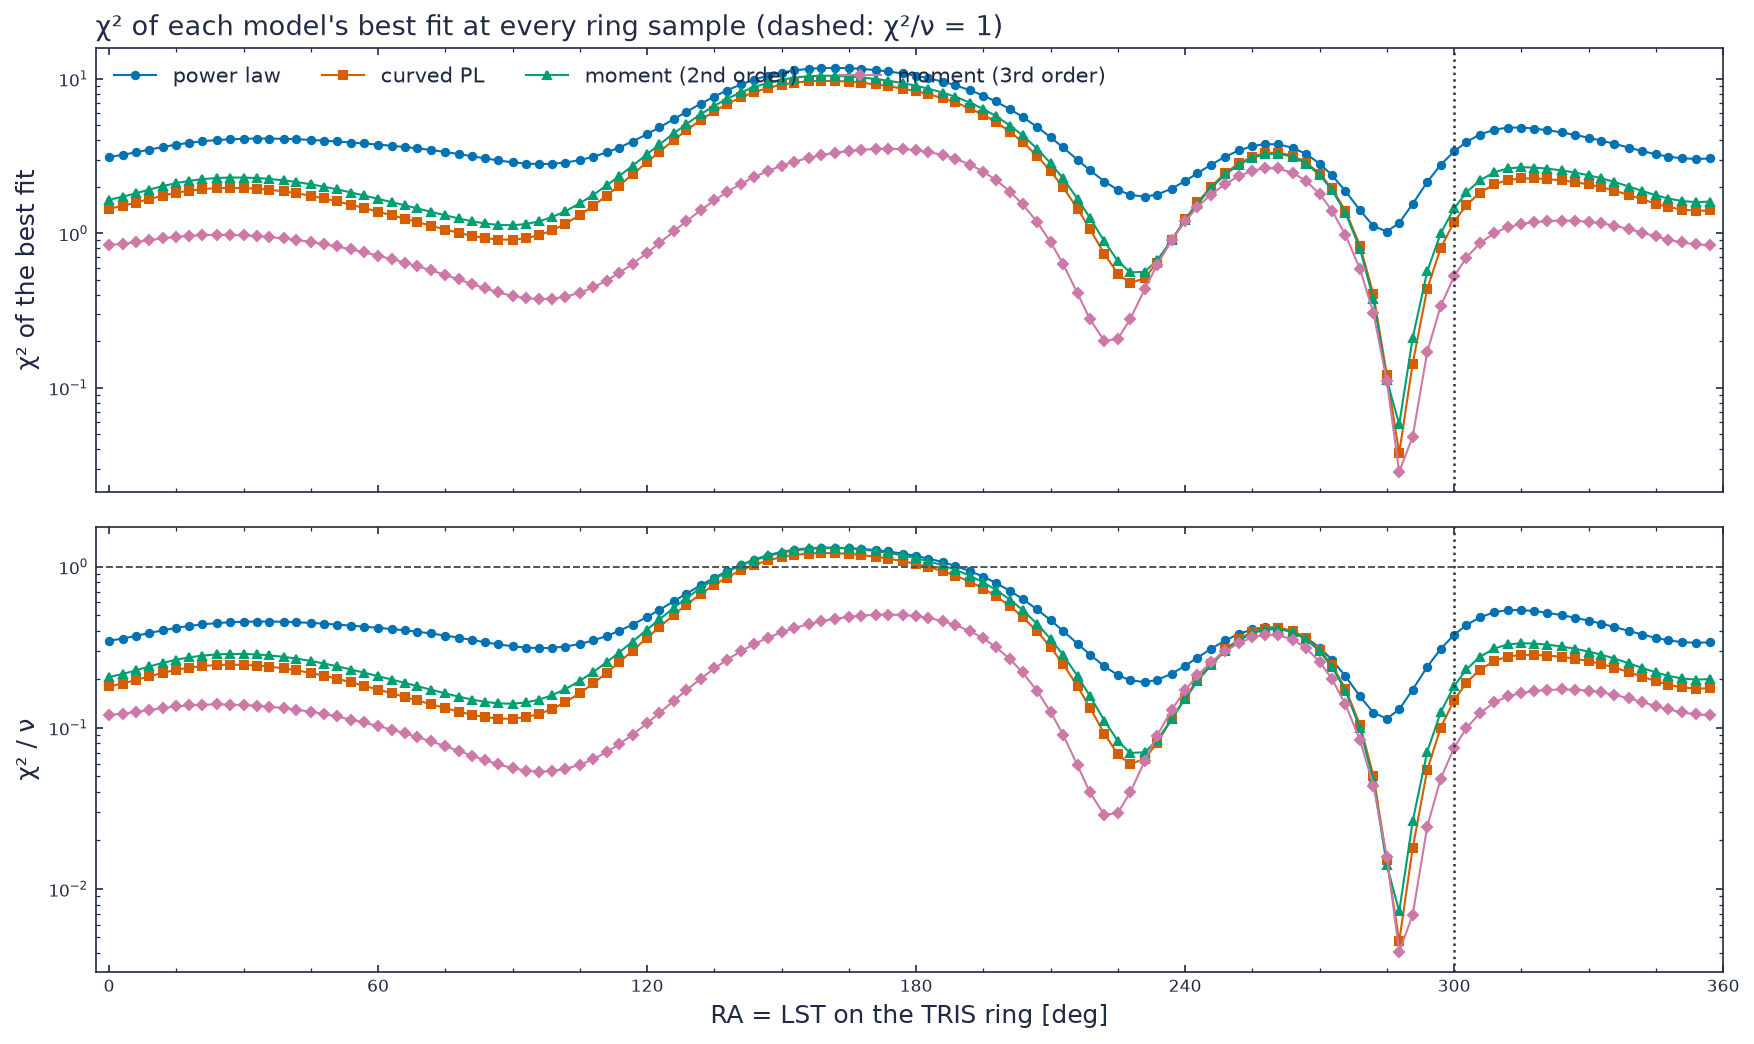 χ² of each model's best fit at every ring sample (dashed: χ²/ν = 1)
power law curved PL moment (2nd order) moment (3rd order)
10¹
10⁰
10⁻¹
χ² of the best fit
10⁰
10⁻¹
10⁻²
χ² / ν
0 60 120 180 240 300 360
RA = LST on the TRIS ring [deg]